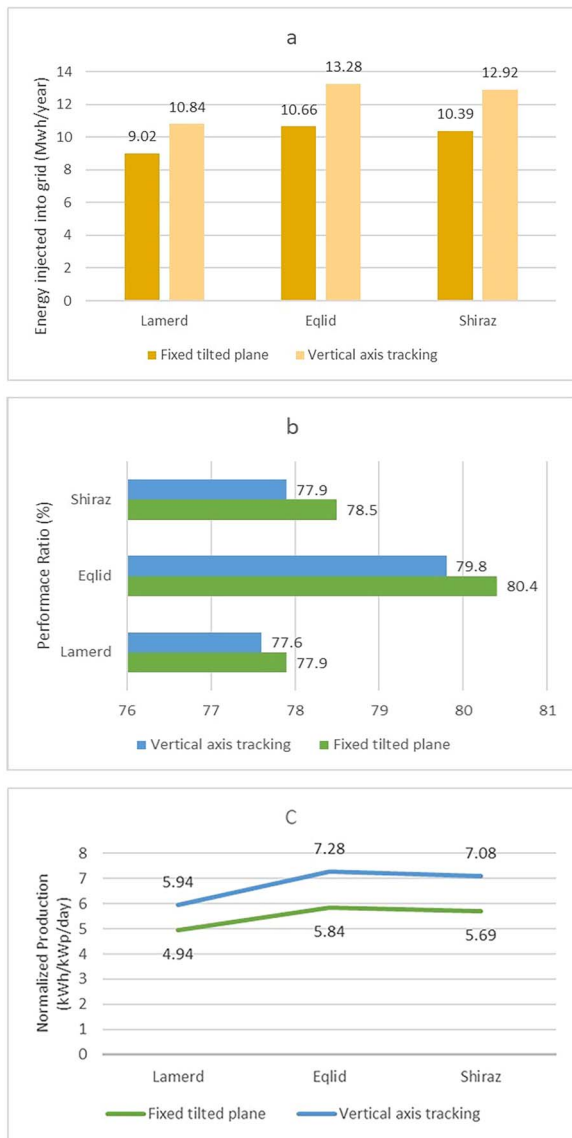 a
Energy injected into grid (Mwh/year)
14
12
10
8
6
4
2
0
9.02
10.84
10.66
13.28
10.39
12.92
Lamerd
Eqlid
Shiraz
Fixed tilted plane
Vertical axis tracking
b
Performace Ratio (%)
Shiraz
77.9
78.5
Eqlid
79.8
80.4
Lamerd
77.6
77.9
76
77
78
79
80
81
Vertical axis tracking
Fixed tilted plane
C
Normalized Production
(kWh/kWp/day)
8
7
6
5
4
3
2
1
0
5.94
7.28
7.08
4.94
5.84
5.69
Lamerd
Eqlid
Shiraz
Fixed tilted plane
Vertical axis tracking